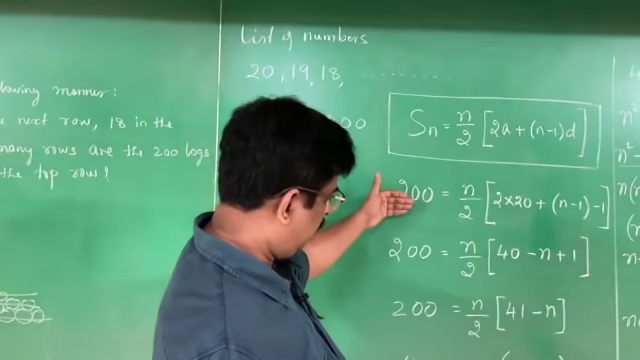 lowing manner:
next row, 18 in the
many rows are the 200 logs
the top row?
List of numbers
20, 19, 18, ..........
00
Sn = n/2 [2a + (n-1)d]
200 = n/2 [2×20 + (n-1)-1]
200 = n/2 [40 - n + 1]
200 = n/2 [41 - n]